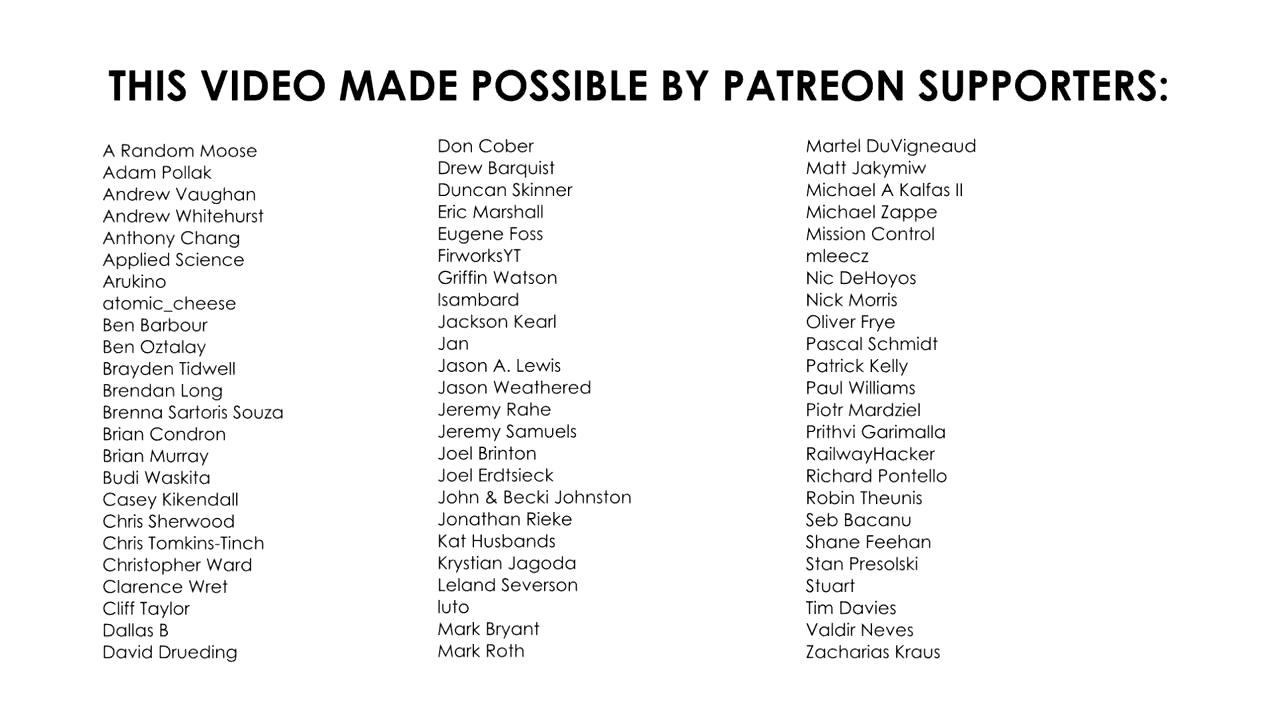 THIS VIDEO MADE POSSIBLE BY PATREON SUPPORTERS:
A Random Moose
Adam Pollak
Andrew Vaughan
Andrew Whitehurst
Anthony Chang
Applied Science
Arukino
atomic_cheese
Ben Barbour
Ben Oztalay
Brayden Tidwell
Brendan Long
Brenna Sartoris Souza
Brian Condron
Brian Murray
Budi Waskita
Casey Kikendall
Chris Sherwood
Chris Tomkins-Tinch
Christopher Ward
Clarence Wret
Cliff Taylor
Dallas B
David Drueding
Don Cober
Drew Barquist
Duncan Skinner
Eric Marshall
Eugene Foss
FirworksYT
Griffin Watson
Isambard
Jackson Kearl
Jan
Jason A. Lewis
Jason Weathered
Jeremy Rahe
Jeremy Samuels
Joel Brinton
Joel Erdtsieck
John & Becki Johnston
Jonathan Rieke
Kat Husbands
Krystian Jagoda
Leland Severson
luto
Mark Bryant
Mark Roth
Martel DuVigneaud
Matt Jakymiw
Michael A Kalfas II
Michael Zappe
Mission Control
mleecz
Nic DeHoyos
Nick Morris
Oliver Frye
Pascal Schmidt
Patrick Kelly
Paul Williams
Piotr Mardziel
Prithvi Garimalla
RailwayHacker
Richard Pontello
Robin Theunis
Seb Bacanu
Shane Feehan
Stan Presolski
Stuart
Tim Davies
Valdir Neves
Zacharias Kraus